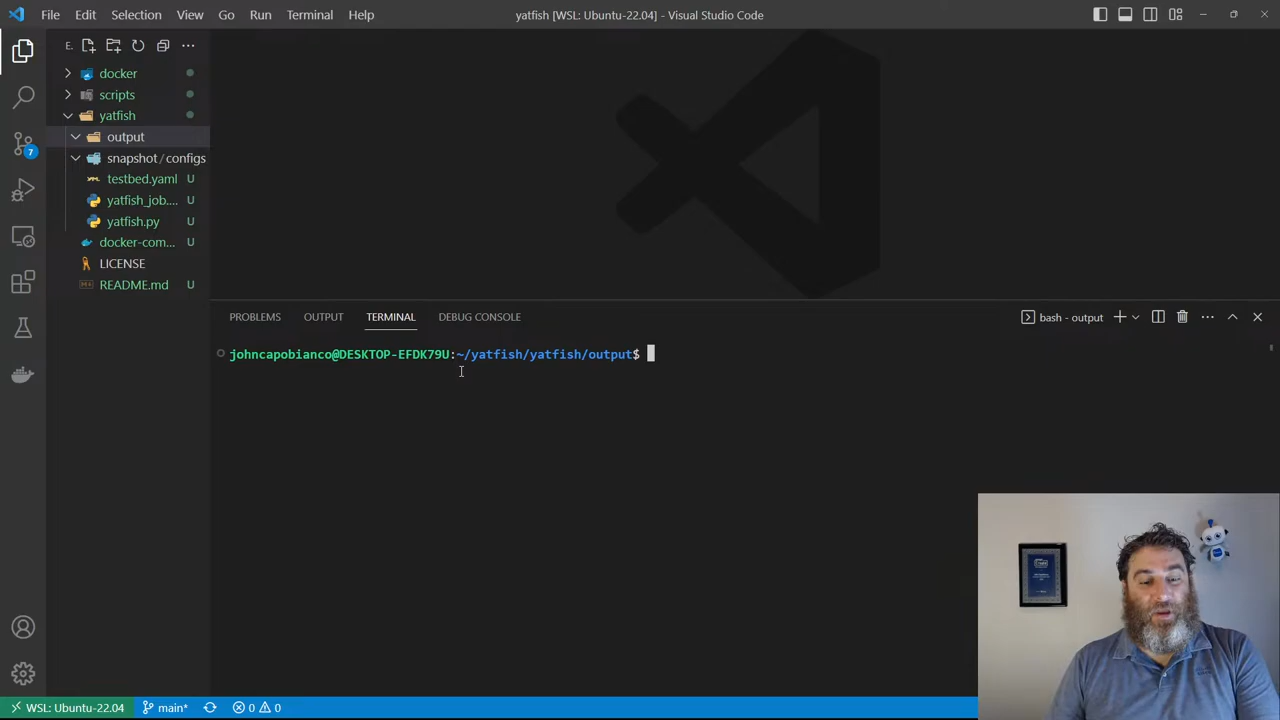 File Edit Selection View Go Run Terminal Help
yatfish [WSL: Ubuntu-22.04] - Visual Studio Code
E.
docker
scripts
yatfish
output
snapshot/configs
testbed.yaml U
yatfish_job.... U
yatfish.py U
docker-com... U
LICENSE
README.md U
7
PROBLEMS OUTPUT TERMINAL DEBUG CONSOLE
bash - output
johncapobianco@DESKTOP-EFDK79U:~/yatfish/yatfish/output$
WSL: Ubuntu-22.04 main* 0 0